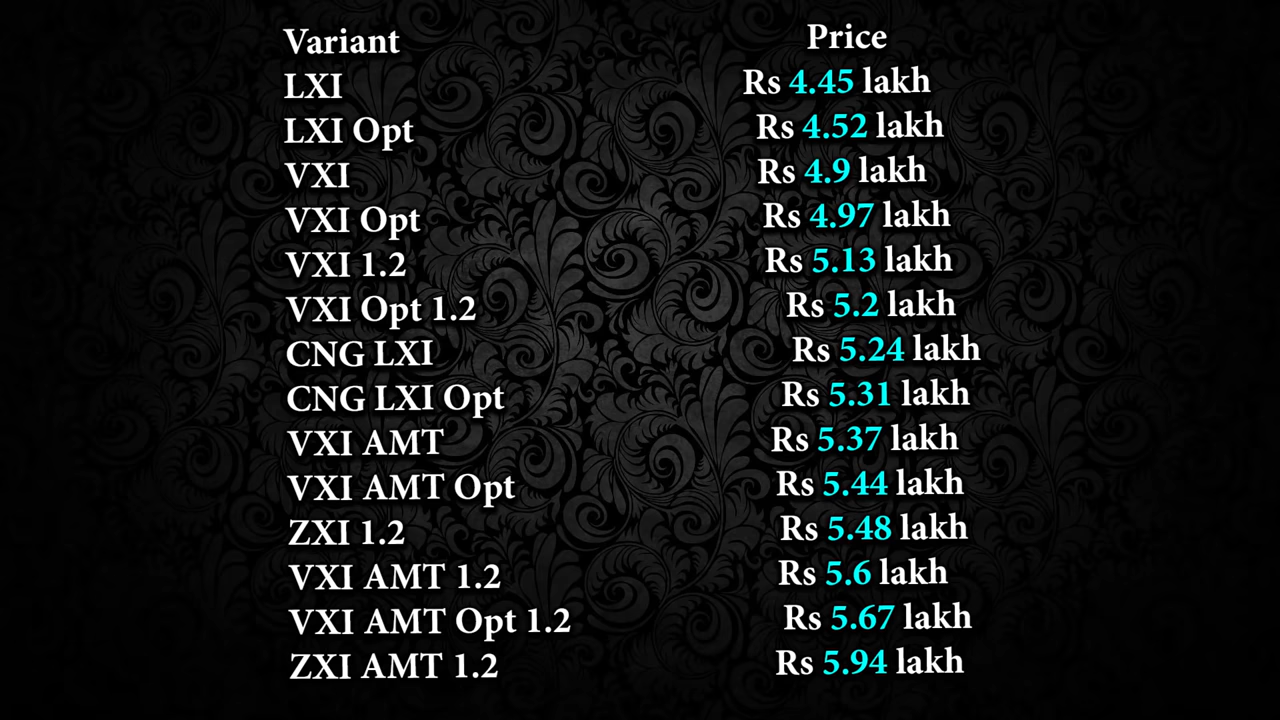 Variant Price
LXI Rs 4.45 lakh
LXI Opt Rs 4.52 lakh
VXI Rs 4.9 lakh
VXI Opt Rs 4.97 lakh
VXI 1.2 Rs 5.13 lakh
VXI Opt 1.2 Rs 5.2 lakh
CNG LXI Rs 5.24 lakh
CNG LXI Opt Rs 5.31 lakh
VXI AMT Rs 5.37 lakh
VXI AMT Opt Rs 5.44 lakh
ZXI 1.2 Rs 5.48 lakh
VXI AMT 1.2 Rs 5.6 lakh
VXI AMT Opt 1.2 Rs 5.67 lakh
ZXI AMT 1.2 Rs 5.94 lakh